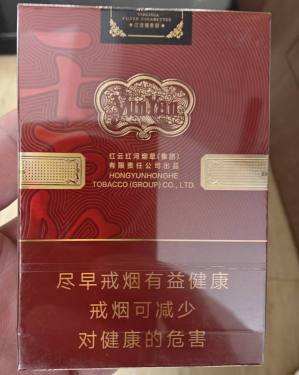 VIRGINIA
FILTER CIGARETTES
YunYan
红云红河烟草(集团)
有限责任公司出品
HONGYUNHONGHE
TOBACCO (GROUP) CO., LTD.
尽早戒烟有益健康
戒烟可减少
对健康的危害